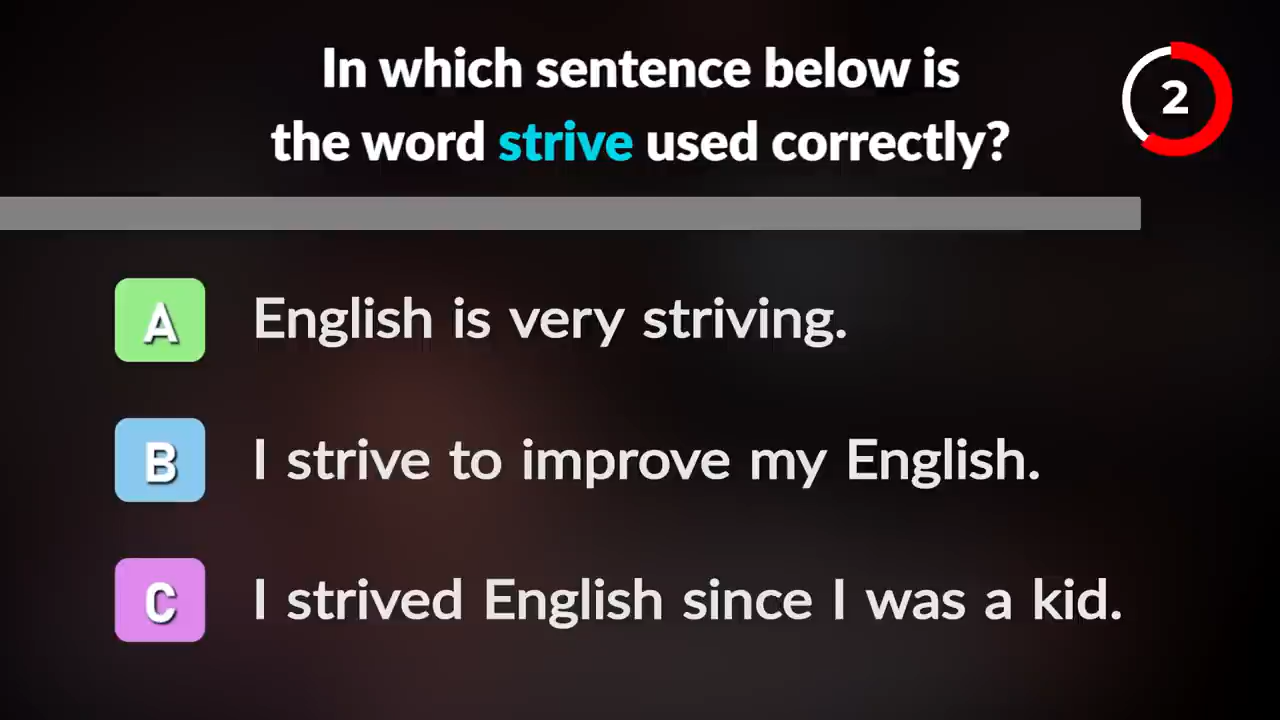 In which sentence below is
the word strive used correctly?
2
A English is very striving.
B I strive to improve my English.
C I strived English since I was a kid.